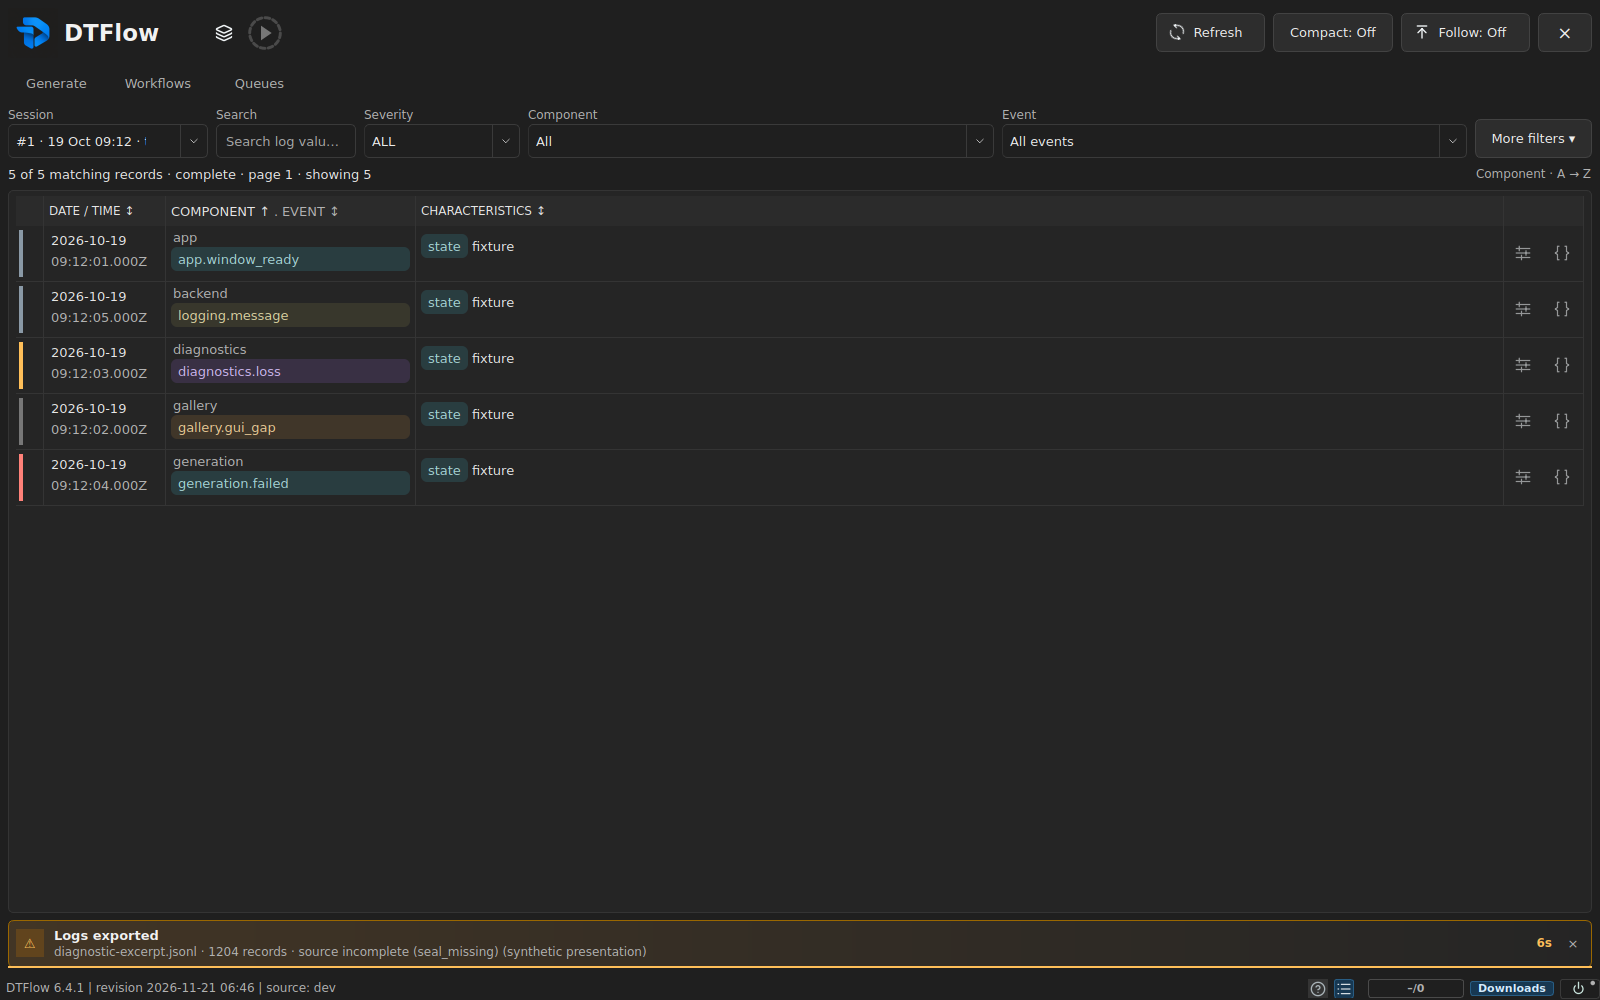 DTFlow
Refresh
Compact: Off
Follow: Off
×
Generate
Workflows
Queues
Session
Search
Severity
Component
Event
#1 · 19 Oct 09:12 ·
Search log valu...
ALL
All
All events
More filters ▾
5 of 5 matching records · complete · page 1 · showing 5
Component · A → Z
DATE / TIME ↕
COMPONENT ↑ . EVENT ↕
CHARACTERISTICS ↕
2026-10-19
09:12:01.000Z
app
app.window_ready
state fixture
{}
2026-10-19
09:12:05.000Z
backend
logging.message
state fixture
{}
2026-10-19
09:12:03.000Z
diagnostics
diagnostics.loss
state fixture
{}
2026-10-19
09:12:02.000Z
gallery
gallery.gui_gap
state fixture
{}
2026-10-19
09:12:04.000Z
generation
generation.failed
state fixture
{}
⚠
Logs exported
diagnostic-excerpt.jsonl · 1204 records · source incomplete (seal_missing) (synthetic presentation)
6s
×
DTFlow 6.4.1 | revision 2026-11-21 06:46 | source: dev
?
–/0
Downloads